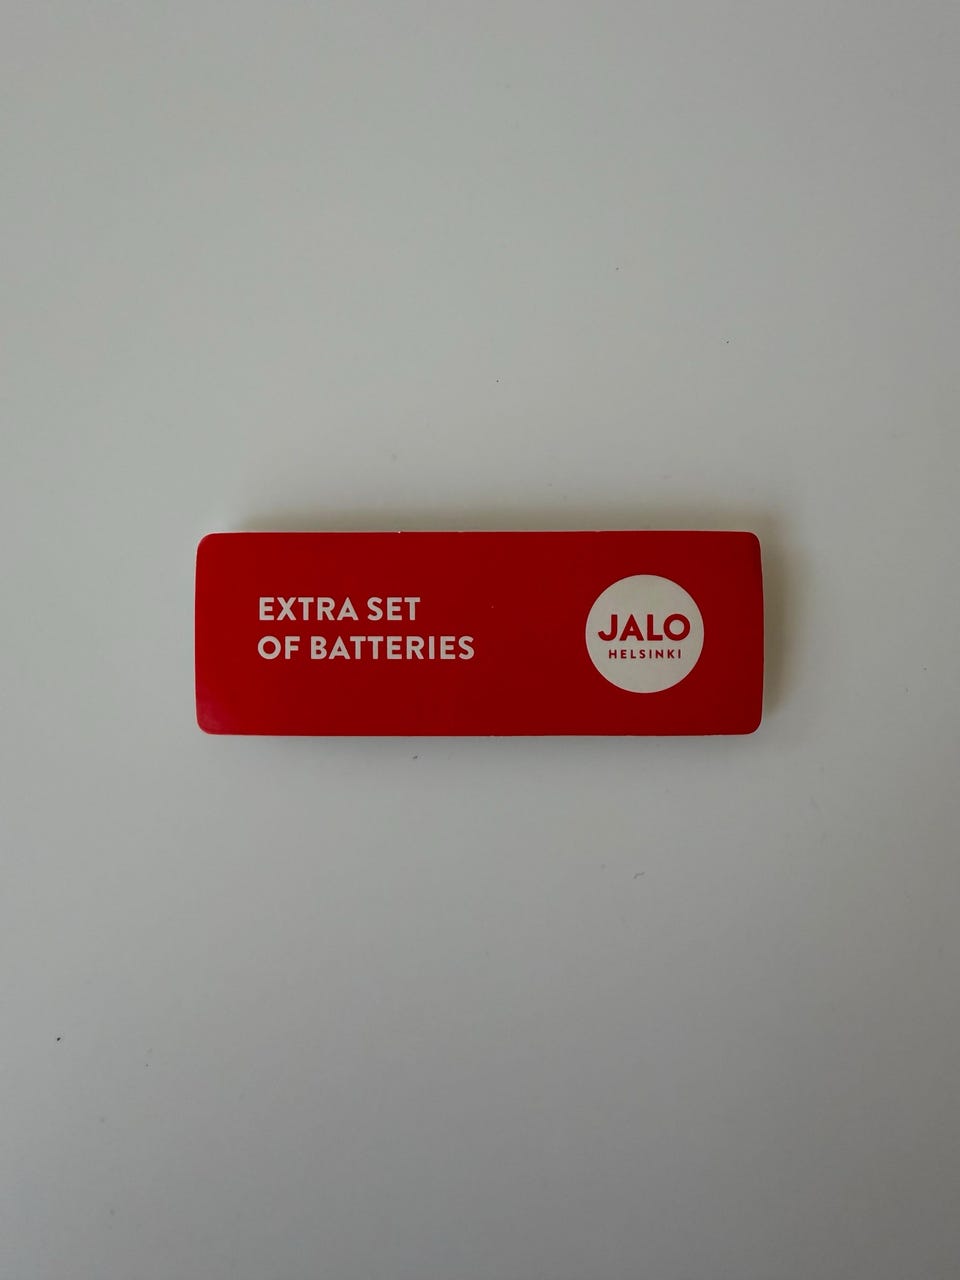 EXTRA SET
OF BATTERIES
JALO
HELSINKI